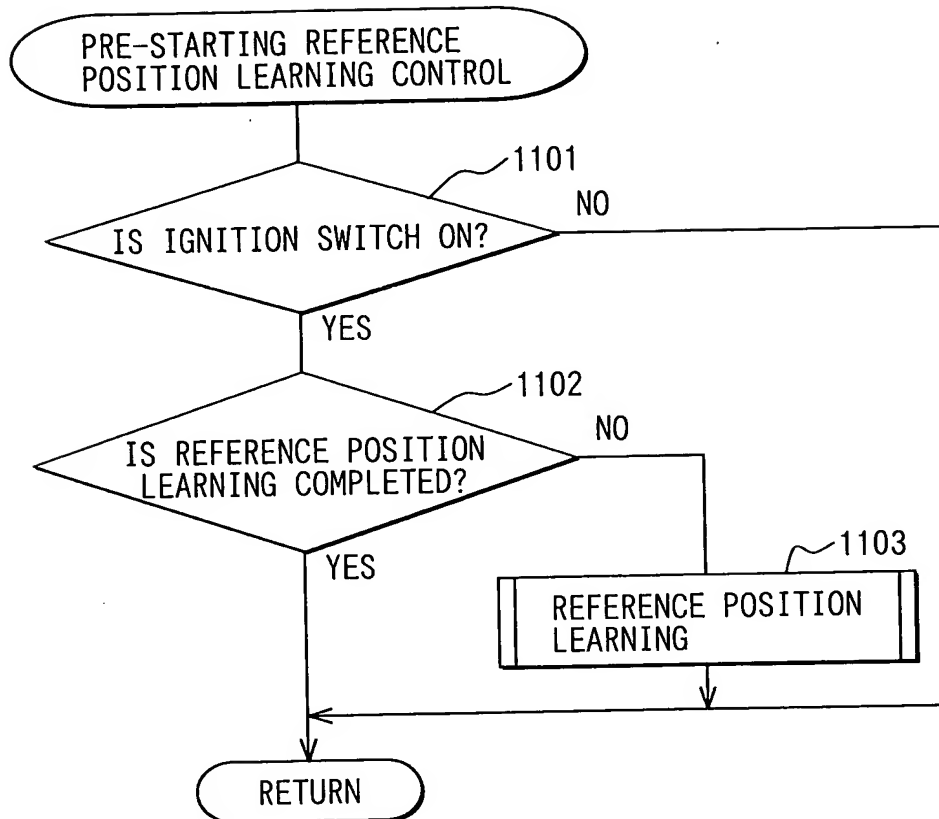 PRE-STARTING REFERENCE
POSITION LEARNING CONTROL
1101
NO
IS IGNITION SWITCH ON?
YES
1102
NO
IS REFERENCE POSITION
LEARNING COMPLETED?
YES
1103
REFERENCE POSITION
LEARNING
RETURN